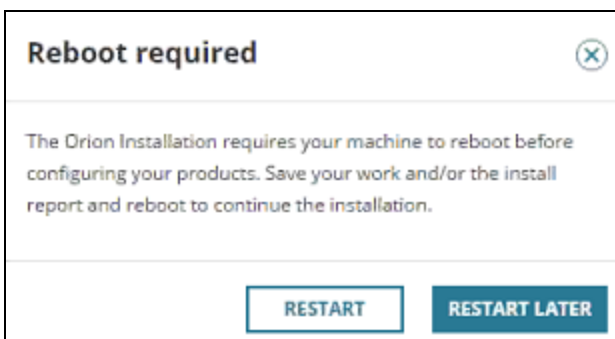 Reboot required
The Orion Installation requires your machine to reboot before
configuring your products. Save your work and/or the install
report and reboot to continue the installation.
RESTART
RESTART LATER